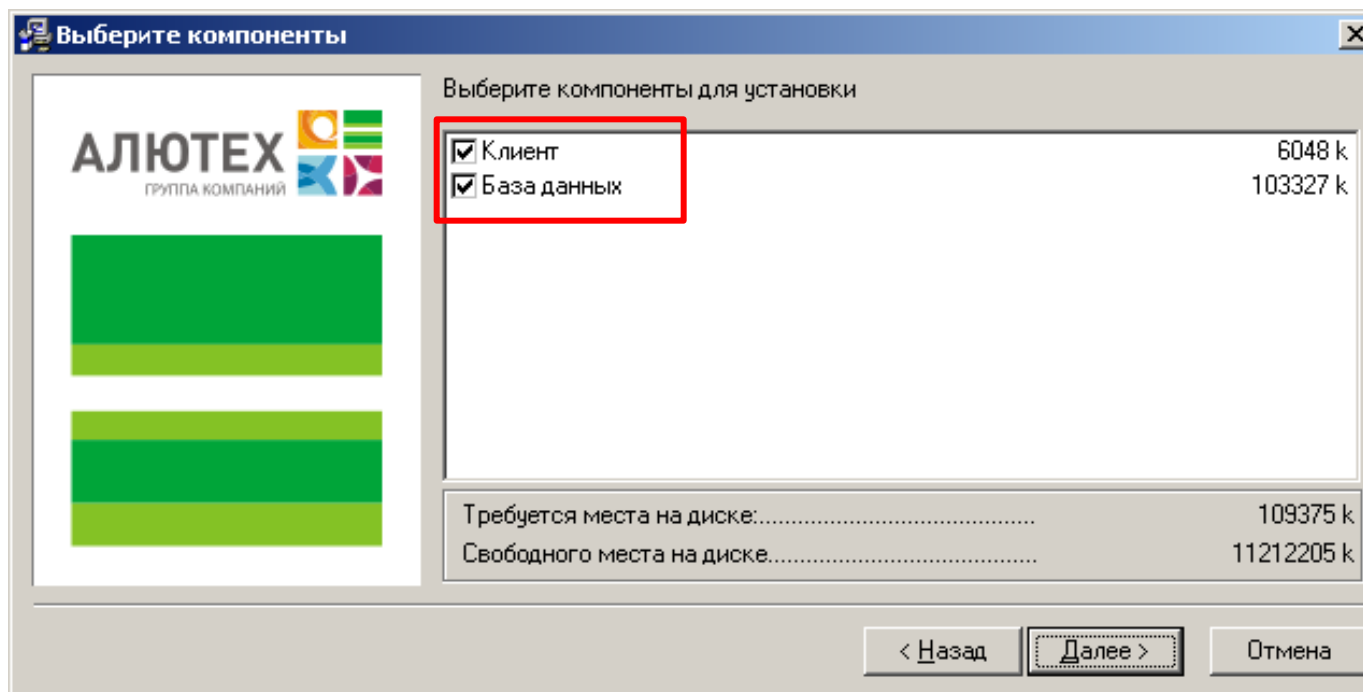 Выберите компоненты
Выберите компоненты для установки
АЛЮТЕХ
ГРУППА КОМПАНИЙ
Клиент 6048 k
База данных 103327 k
Требуется места на диске:......................................... 109375 k
Свободного места на диске........................................ 11212205 k
< Назад Далее > Отмена